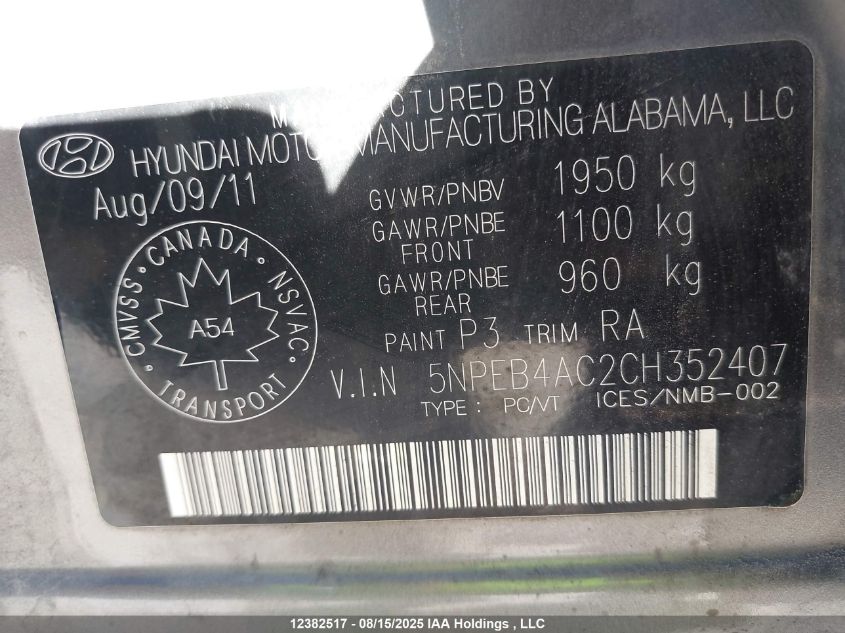 MANUFACTURED BY
HYUNDAI MOTOR MANUFACTURING ALABAMA, LLC
Aug/09/11
GVWR/PNBV 1950 kg
GAWR/PNBE FRONT 1100 kg
GAWR/PNBE REAR 960 kg
PAINT P3 TRIM RA
V.I.N 5NPEB4AC2CH352407
TYPE : PC/VT ICES/NMB-002
CANADA
CMVSS · NSVAC
A54
TRANSPORT
12382517 - 08/15/2025 IAA Holdings , LLC